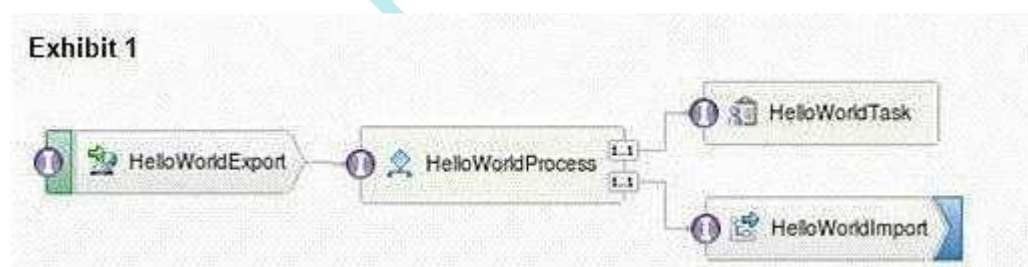 Exhibit 1
HelloWorldTask
1..1
HelloWorldExport
HelloWorldProcess
1..1
HelloWorldImport